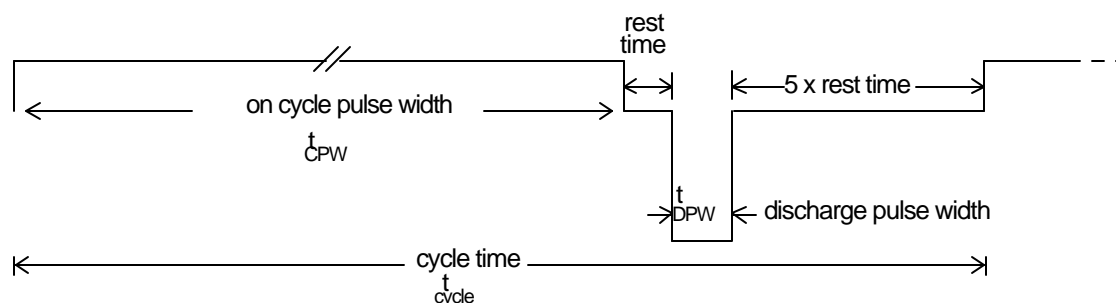 rest
time
on cycle pulse width
t
CPW
5 x rest time
t
DPW
discharge pulse width
cycle time
t
cycle